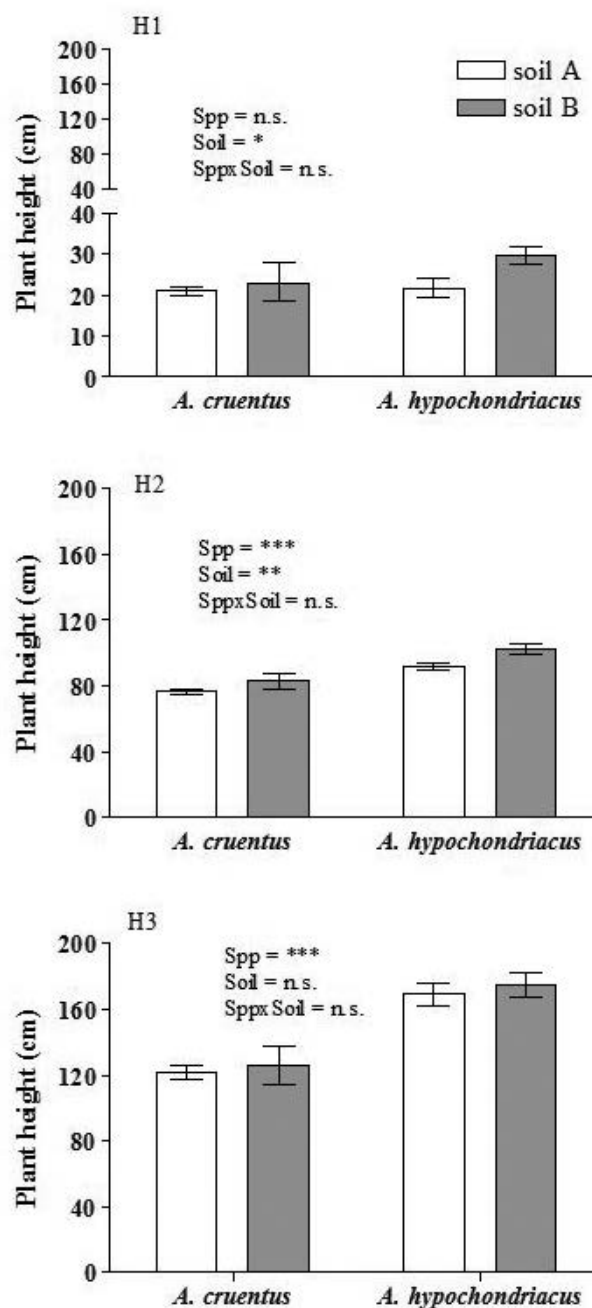 H1
200
160
120
80
40
40
30
20
10
0
Plant height (cm)
soil A
soil B
Spp = n.s.
Soil = *
SppxSoil = n.s.
A. cruentus A. hypochondriacus
H2
200
160
120
80
40
0
Plant height (cm)
Spp = ***
Soil = **
SppxSoil = n.s.
A. cruentus A. hypochondriacus
H3
200
160
120
80
40
0
Plant height (cm)
Spp = ***
Soil = n.s.
SppxSoil = n.s.
A. cruentus A. hypochondriacus